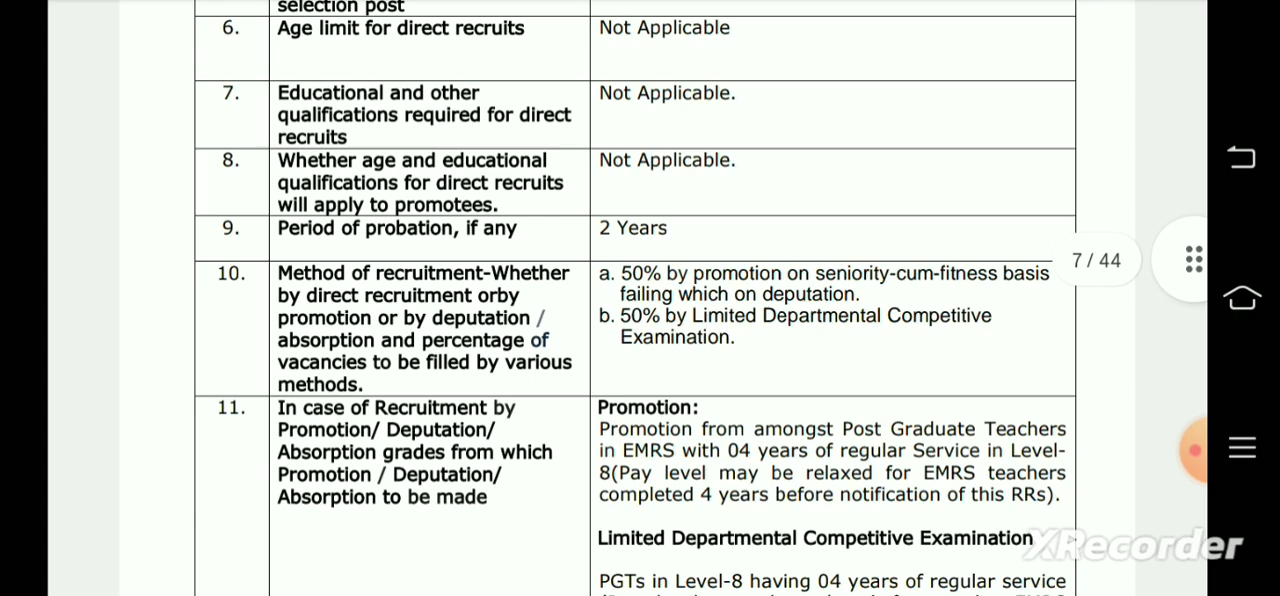 selection post
6. Age limit for direct recruits Not Applicable
7. Educational and other Not Applicable.
qualifications required for direct
recruits
8. Whether age and educational Not Applicable.
qualifications for direct recruits
will apply to promotees.
9. Period of probation, if any 2 Years
10. Method of recruitment-Whether
by direct recruitment orby
promotion or by deputation /
absorption and percentage of
vacancies to be filled by various
methods.
a. 50% by promotion on seniority-cum-fitness basis
failing which on deputation.
b. 50% by Limited Departmental Competitive
Examination.
7 / 44
11. In case of Recruitment by
Promotion/ Deputation/
Absorption grades from which
Promotion / Deputation/
Absorption to be made
Promotion:
Promotion from amongst Post Graduate Teachers
in EMRS with 04 years of regular Service in Level-
8(Pay level may be relaxed for EMRS teachers
completed 4 years before notification of this RRs).
Limited Departmental Competitive Examination
PGTs in Level-8 having 04 years of regular service
XRecorder